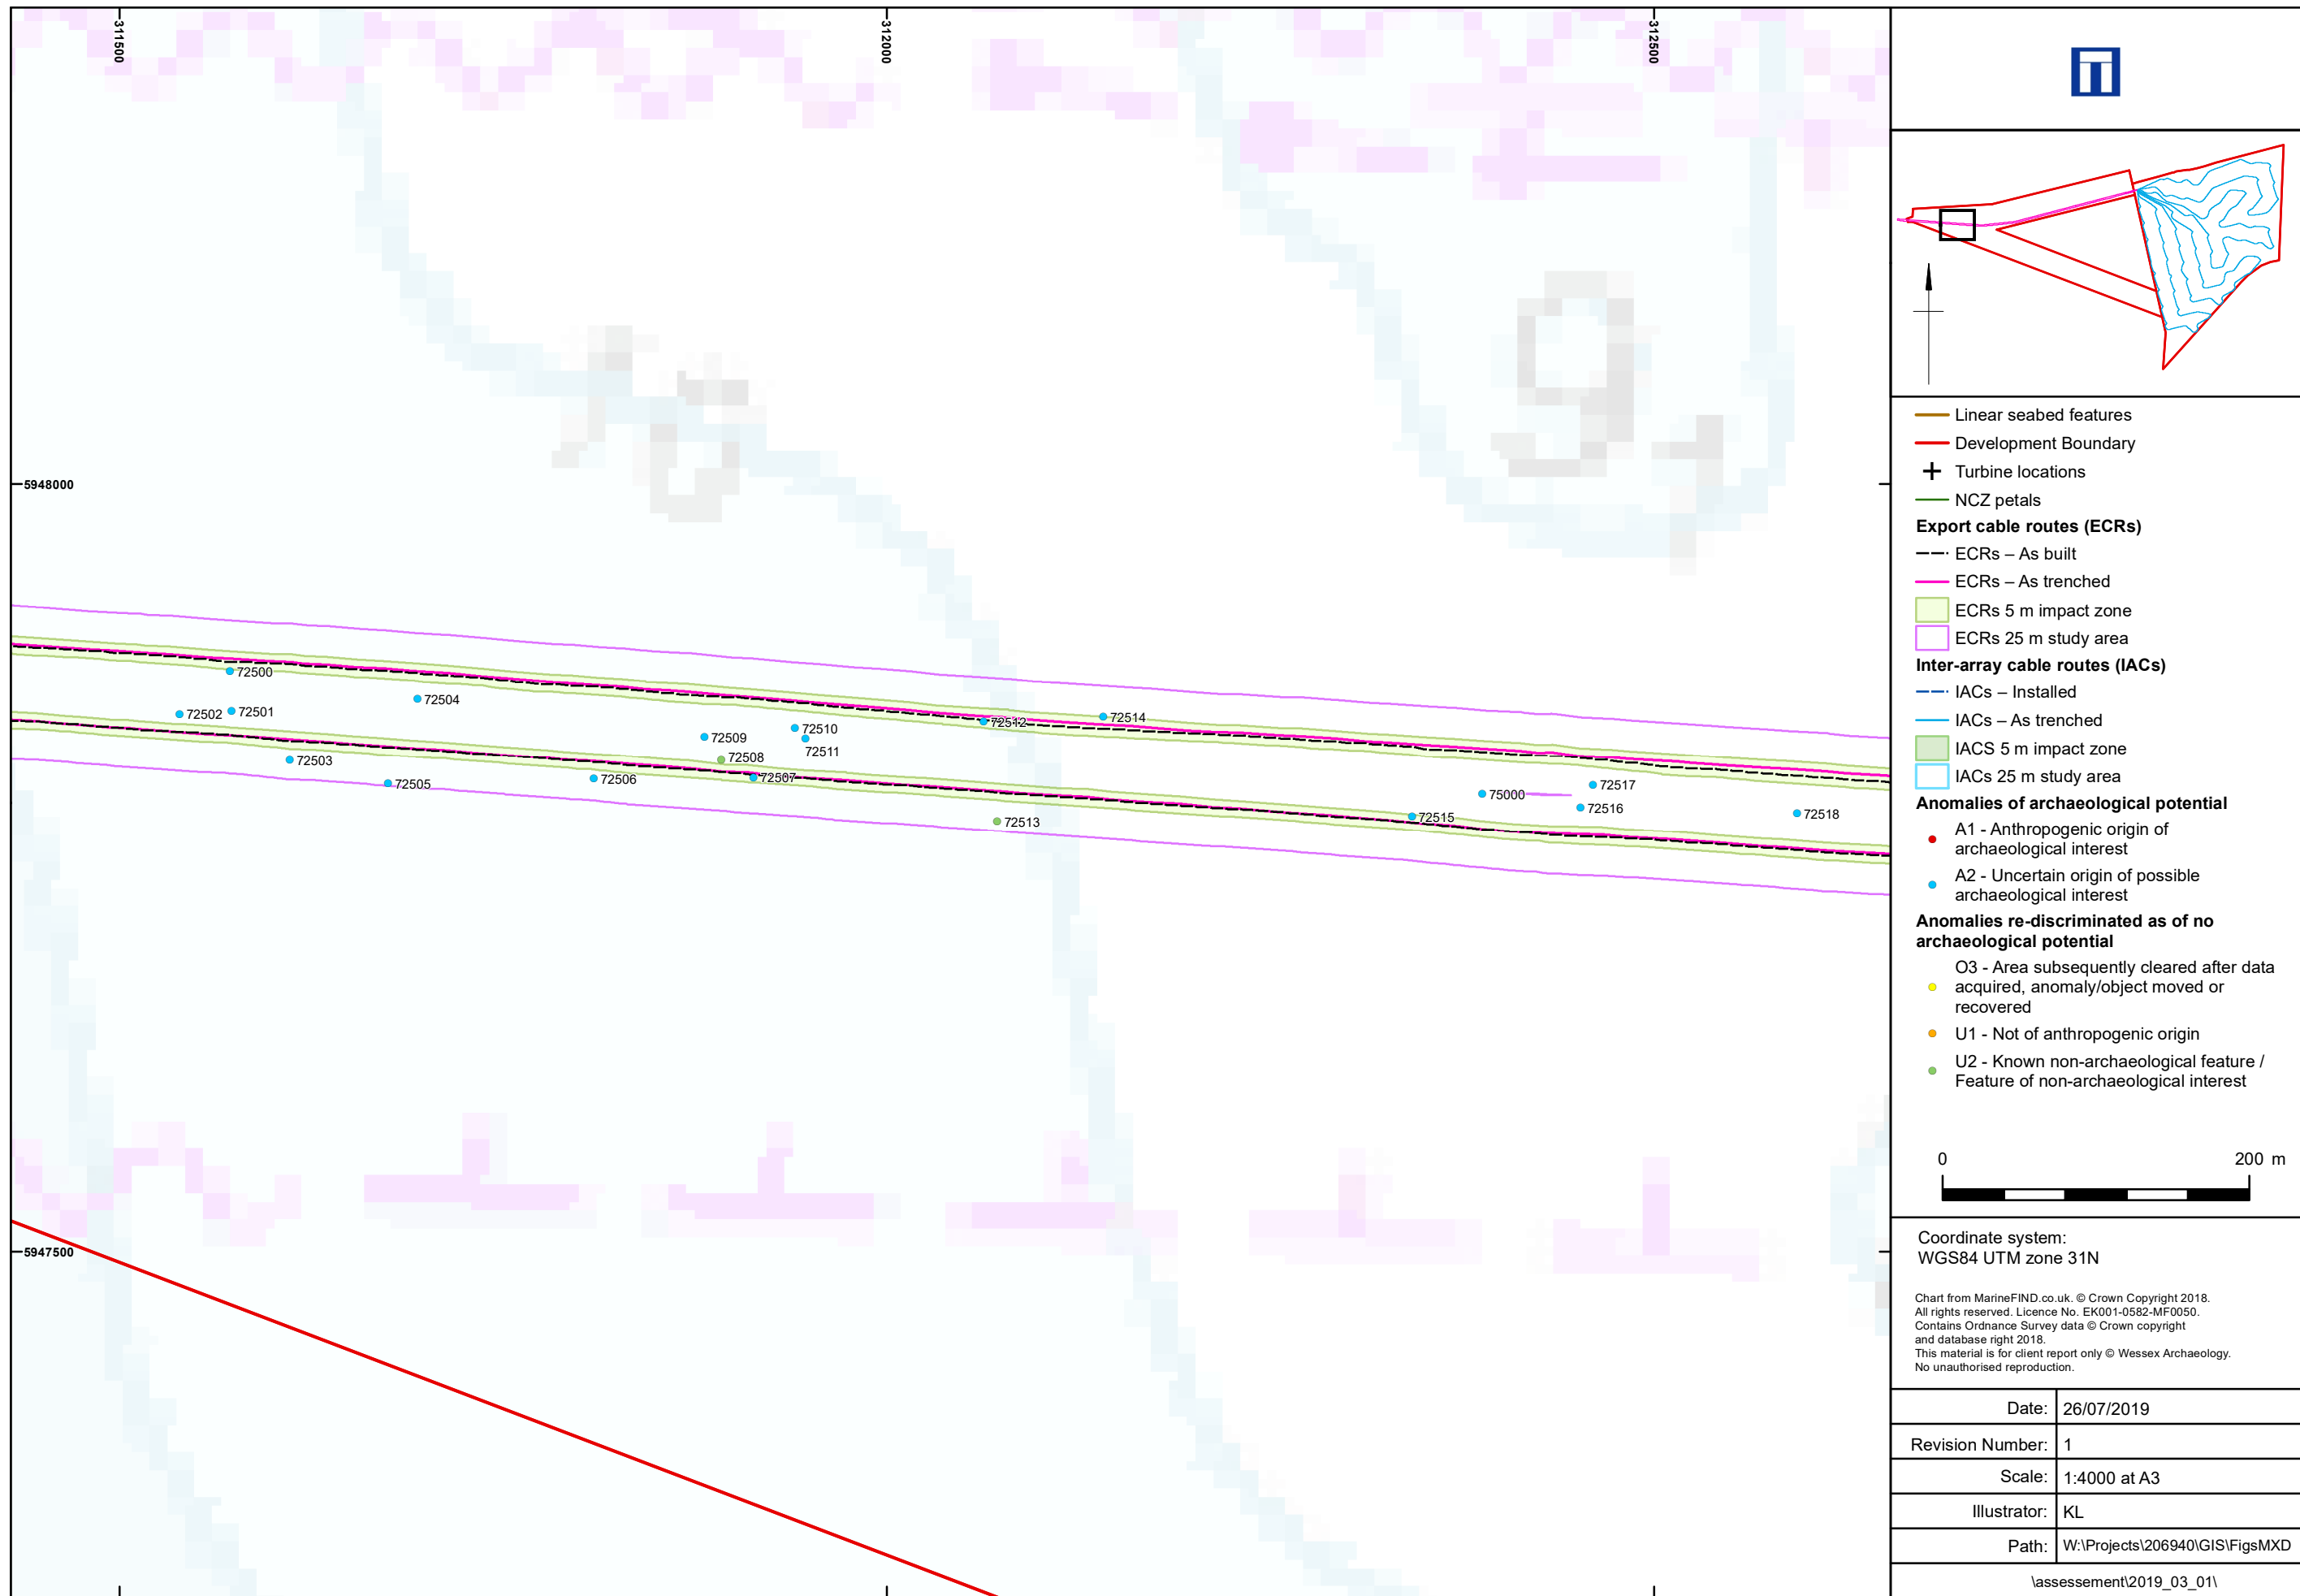 311500
312000
312500
5948000
5947500
72500
72504
72502
72501
72503
72505
72506
72509
72510
72511
72508
72507
72512
72514
72513
75000
72517
72516
72515
72518
Linear seabed features
Development Boundary
Turbine locations
NCZ petals
Export cable routes (ECRs)
ECRs – As built
ECRs – As trenched
ECRs 5 m impact zone
ECRs 25 m study area
Inter-array cable routes (IACs)
IACs – Installed
IACs – As trenched
IACS 5 m impact zone
IACs 25 m study area
Anomalies of archaeological potential
A1 - Anthropogenic origin of
archaeological interest
A2 - Uncertain origin of possible
archaeological interest
Anomalies re-discriminated as of no
archaeological potential
O3 - Area subsequently cleared after data
acquired, anomaly/object moved or
recovered
U1 - Not of anthropogenic origin
U2 - Known non-archaeological feature /
Feature of non-archaeological interest
0 200 m
Coordinate system:
WGS84 UTM zone 31N
Chart from MarineFIND.co.uk. © Crown Copyright 2018.
All rights reserved. Licence No. EK001-0582-MF0050.
Contains Ordnance Survey data © Crown copyright
and database right 2018.
This material is for client report only © Wessex Archaeology.
No unauthorised reproduction.
Date: 26/07/2019
Revision Number: 1
Scale: 1:4000 at A3
Illustrator: KL
Path: W:\Projects\206940\GIS\FigsMXD
\assessement\2019_03_01\